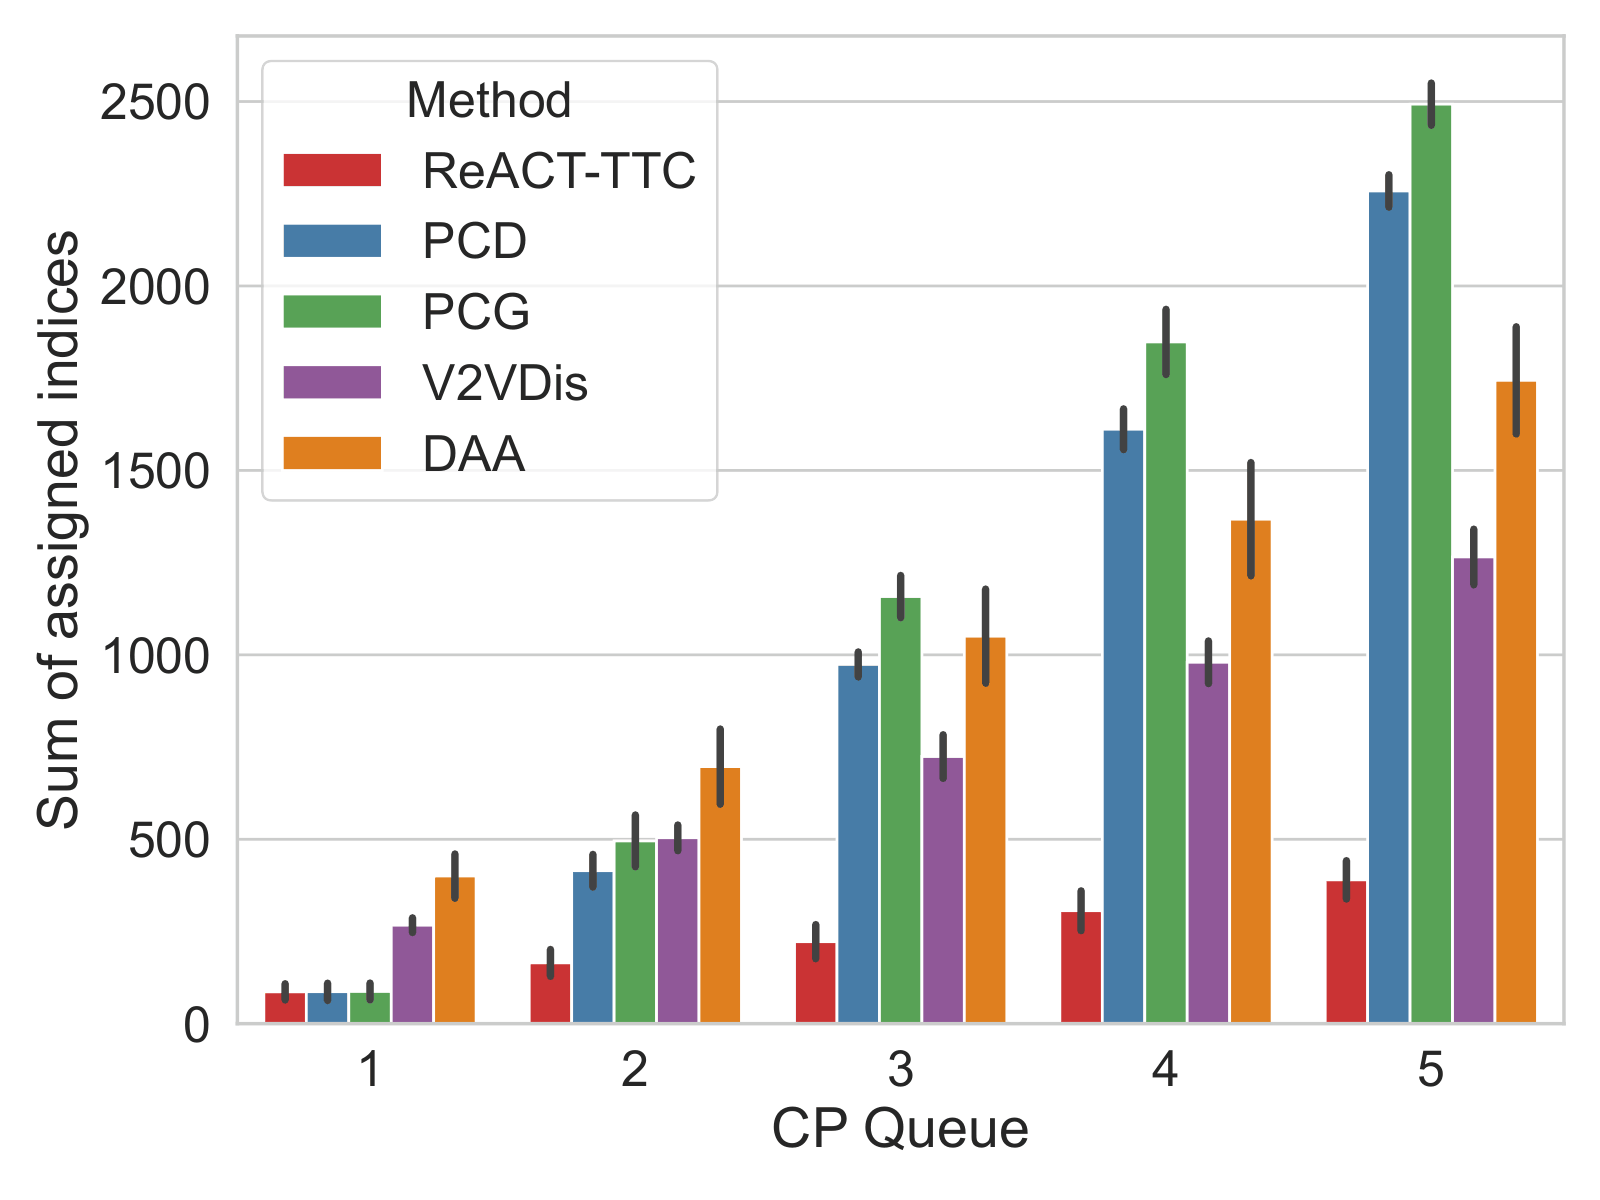 Sum of assigned indices
2500
2000
1500
1000
500
0
Method
ReACT-TTC
PCD
PCG
V2VDis
DAA
1 2 3 4 5
CP Queue